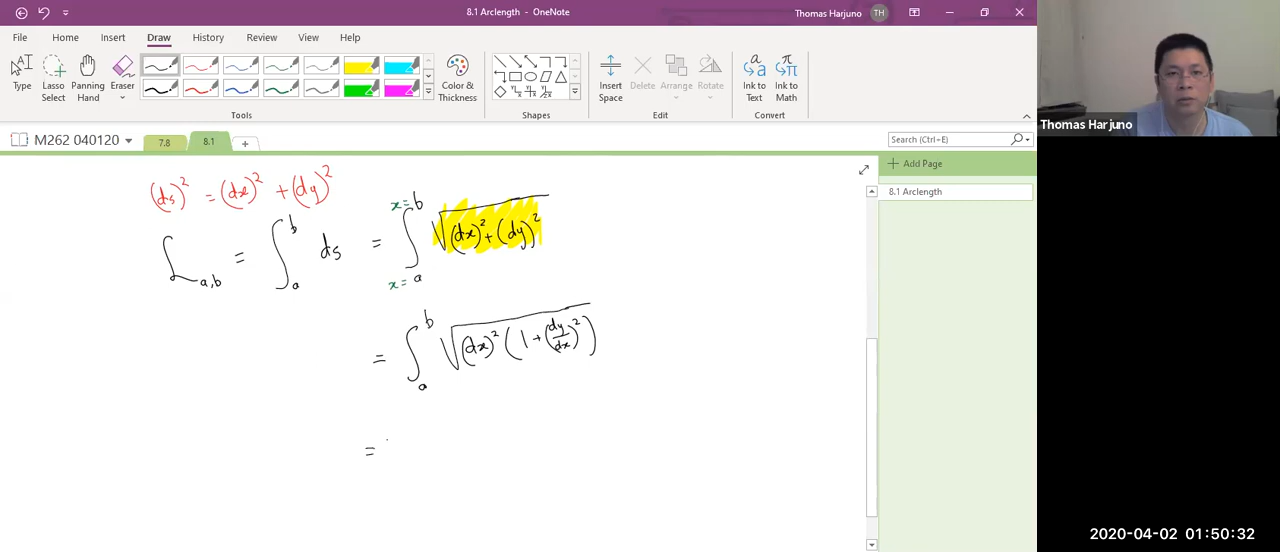 8.1 Arclength - OneNote
Thomas Harjuno TH
File Home Insert Draw History Review View Help
Type Lasso Select Panning Hand Eraser Color & Thickness Insert Space Delete Arrange Rotate Ink to Text Ink to Math
Tools Shapes Edit Convert
M262 040120 7.8 8.1 + Search (Ctrl+E)
Add Page
8.1 Arclength
Thomas Harjuno
(ds)² = (dx)² + (dy)²
L_{a,b} = ∫_a^b ds = ∫_{x=a}^{x=b} √((dx)² + (dy)²)
= ∫_a^b √((dx)² (1 + (dy/dx)²))
=
2020-04-02 01:50:32